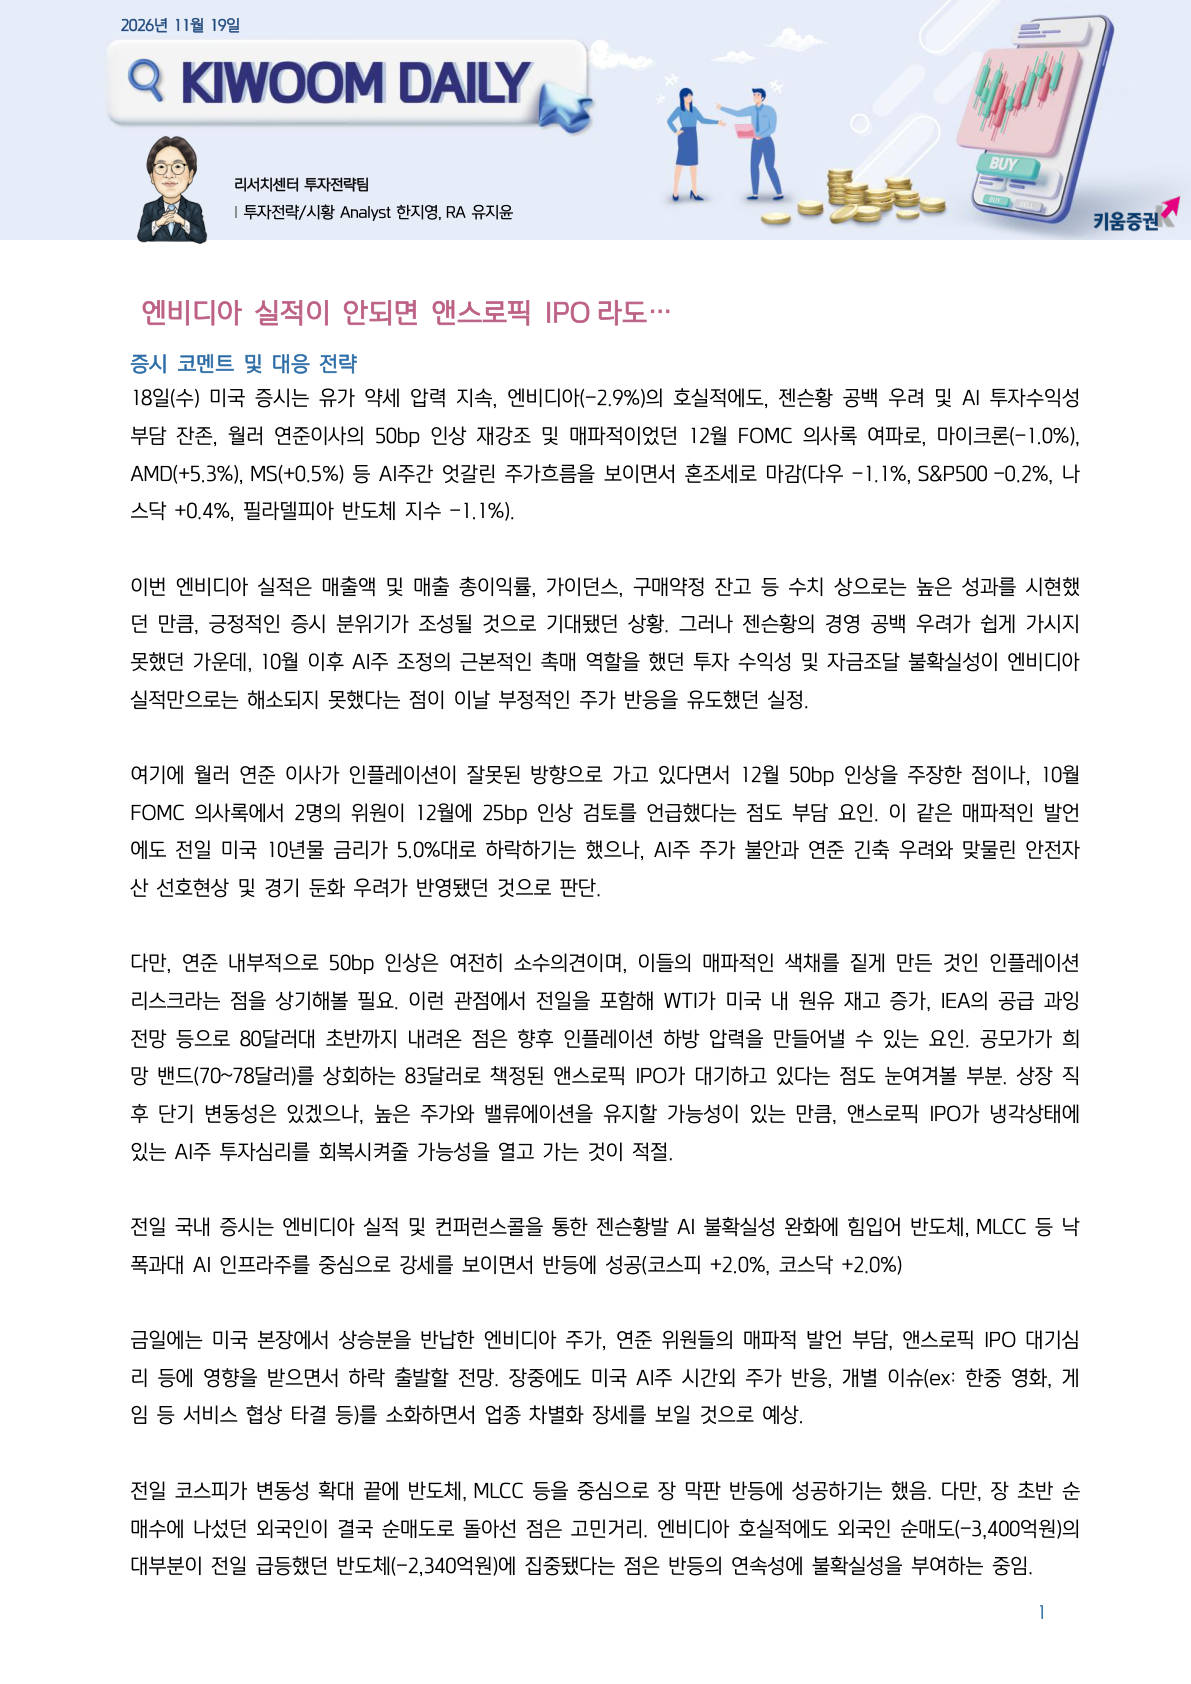 2026년 11월 19일
KIWOOM DAILY
리서치센터 투자전략팀
| 투자전략/시황 Analyst 한지영, RA 유지윤
BUY
BUY
키움증권
엔비디아 실적이 안되면 앤스로픽 IPO 라도…
증시 코멘트 및 대응 전략
18일(수) 미국 증시는 유가 약세 압력 지속, 엔비디아(-2.9%)의 호실적에도, 젠슨황 공백 우려 및 AI 투자수익성
부담 잔존, 월러 연준이사의 50bp 인상 재강조 및 매파적이었던 12월 FOMC 의사록 여파로, 마이크론(-1.0%),
AMD(+5.3%), MS(+0.5%) 등 AI주간 엇갈린 주가흐름을 보이면서 혼조세로 마감(다우 -1.1%, S&P500 -0.2%, 나
스닥 +0.4%, 필라델피아 반도체 지수 -1.1%).
이번 엔비디아 실적은 매출액 및 매출 총이익률, 가이던스, 구매약정 잔고 등 수치 상으로는 높은 성과를 시현했
던 만큼, 긍정적인 증시 분위기가 조성될 것으로 기대됐던 상황. 그러나 젠슨황의 경영 공백 우려가 쉽게 가시지
못했던 가운데, 10월 이후 AI주 조정의 근본적인 촉매 역할을 했던 투자 수익성 및 자금조달 불확실성이 엔비디아
실적만으로는 해소되지 못했다는 점이 이날 부정적인 주가 반응을 유도했던 실정.
여기에 월러 연준 이사가 인플레이션이 잘못된 방향으로 가고 있다면서 12월 50bp 인상을 주장한 점이나, 10월
FOMC 의사록에서 2명의 위원이 12월에 25bp 인상 검토를 언급했다는 점도 부담 요인. 이 같은 매파적인 발언
에도 전일 미국 10년물 금리가 5.0%대로 하락하기는 했으나, AI주 주가 불안과 연준 긴축 우려와 맞물린 안전자
산 선호현상 및 경기 둔화 우려가 반영됐던 것으로 판단.
다만, 연준 내부적으로 50bp 인상은 여전히 소수의견이며, 이들의 매파적인 색채를 짙게 만든 것인 인플레이션
리스크라는 점을 상기해볼 필요. 이런 관점에서 전일을 포함해 WTI가 미국 내 원유 재고 증가, IEA의 공급 과잉
전망 등으로 80달러대 초반까지 내려온 점은 향후 인플레이션 하방 압력을 만들어낼 수 있는 요인. 공모가가 희
망 밴드(70~78달러)를 상회하는 83달러로 책정된 앤스로픽 IPO가 대기하고 있다는 점도 눈여겨볼 부분. 상장 직
후 단기 변동성은 있겠으나, 높은 주가와 밸류에이션을 유지할 가능성이 있는 만큼, 앤스로픽 IPO가 냉각상태에
있는 AI주 투자심리를 회복시켜줄 가능성을 열고 가는 것이 적절.
전일 국내 증시는 엔비디아 실적 및 컨퍼런스콜을 통한 젠슨황발 AI 불확실성 완화에 힘입어 반도체, MLCC 등 낙
폭과대 AI 인프라주를 중심으로 강세를 보이면서 반등에 성공(코스피 +2.0%, 코스닥 +2.0%)
금일에는 미국 본장에서 상승분을 반납한 엔비디아 주가, 연준 위원들의 매파적 발언 부담, 앤스로픽 IPO 대기심
리 등에 영향을 받으면서 하락 출발할 전망. 장중에도 미국 AI주 시간외 주가 반응, 개별 이슈(ex: 한중 영화, 게
임 등 서비스 협상 타결 등)를 소화하면서 업종 차별화 장세를 보일 것으로 예상.
전일 코스피가 변동성 확대 끝에 반도체, MLCC 등을 중심으로 장 막판 반등에 성공하기는 했음. 다만, 장 초반 순
매수에 나섰던 외국인이 결국 순매도로 돌아선 점은 고민거리. 엔비디아 호실적에도 외국인 순매도(-3,400억원)의
대부분이 전일 급등했던 반도체(-2,340억원)에 집중됐다는 점은 반등의 연속성에 불확실성을 부여하는 중임.
1